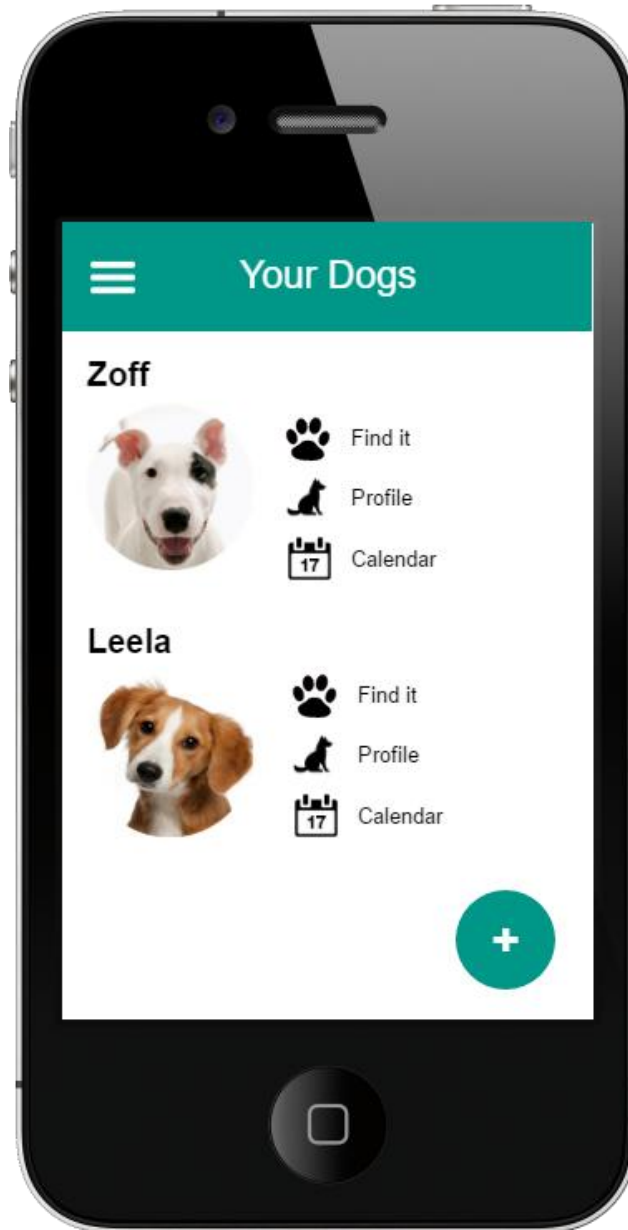 Your Dogs
Zoff
Find it
Profile
17
Calendar
Leela
Find it
Profile
17
Calendar
+